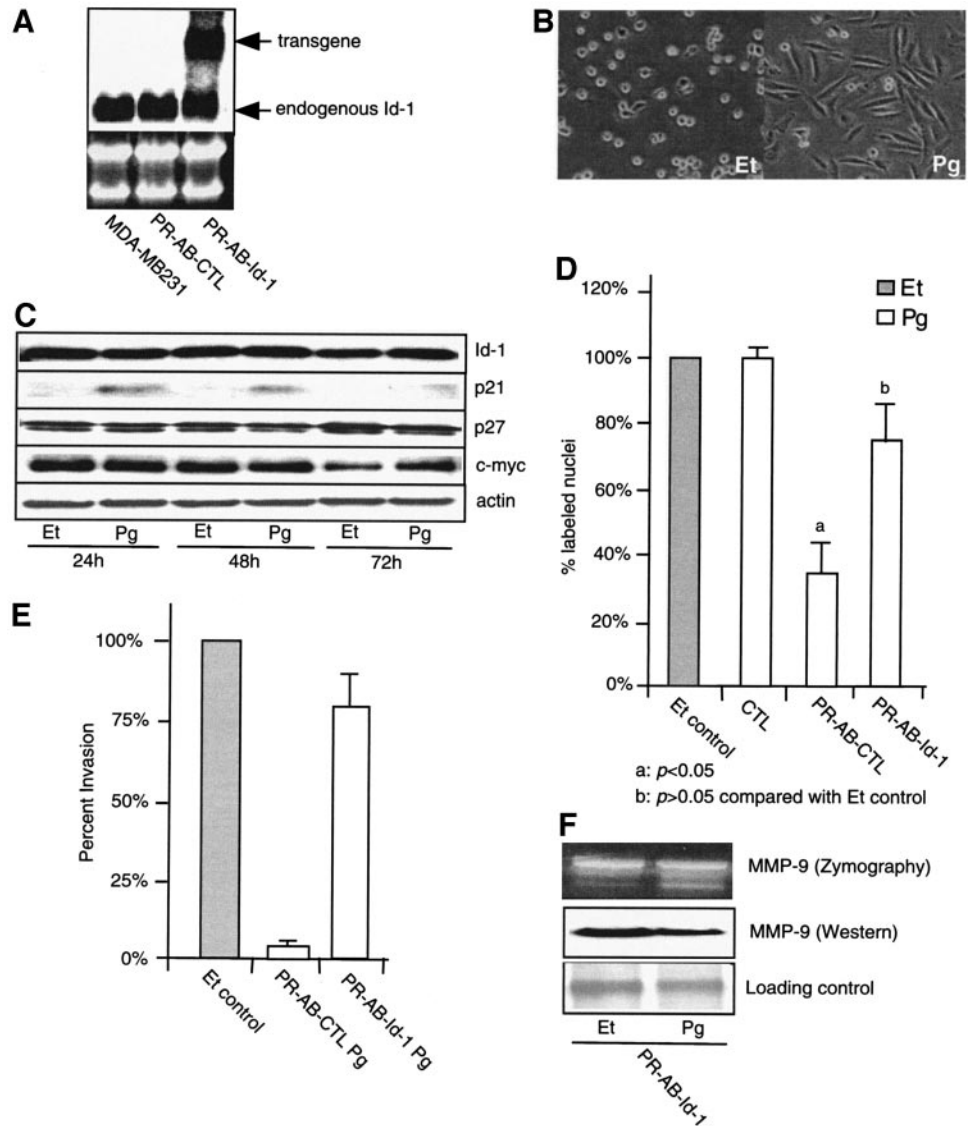 A
transgene
endogenous Id-1
MDA-MB231
PR-AB-CTL
PR-AB-Id-1
B
Et
Pg
C
Id-1
p21
p27
c-myc
actin
Et Pg Et Pg Et Pg
24h 48h 72h
D
Et
Pg
% labeled nuclei
120%
100%
80%
60%
40%
20%
0%
a
b
Et control
CTL
PR-AB-CTL
PR-AB-Id-1
a: p<0.05
b: p>0.05 compared with Et control
E
Percent Invasion
100%
75%
50%
25%
0%
Et control
PR-AB-CTL Pg
PR-AB-Id-1 Pg
F
MMP-9 (Zymography)
MMP-9 (Western)
Loading control
Et Pg
PR-AB-Id-1